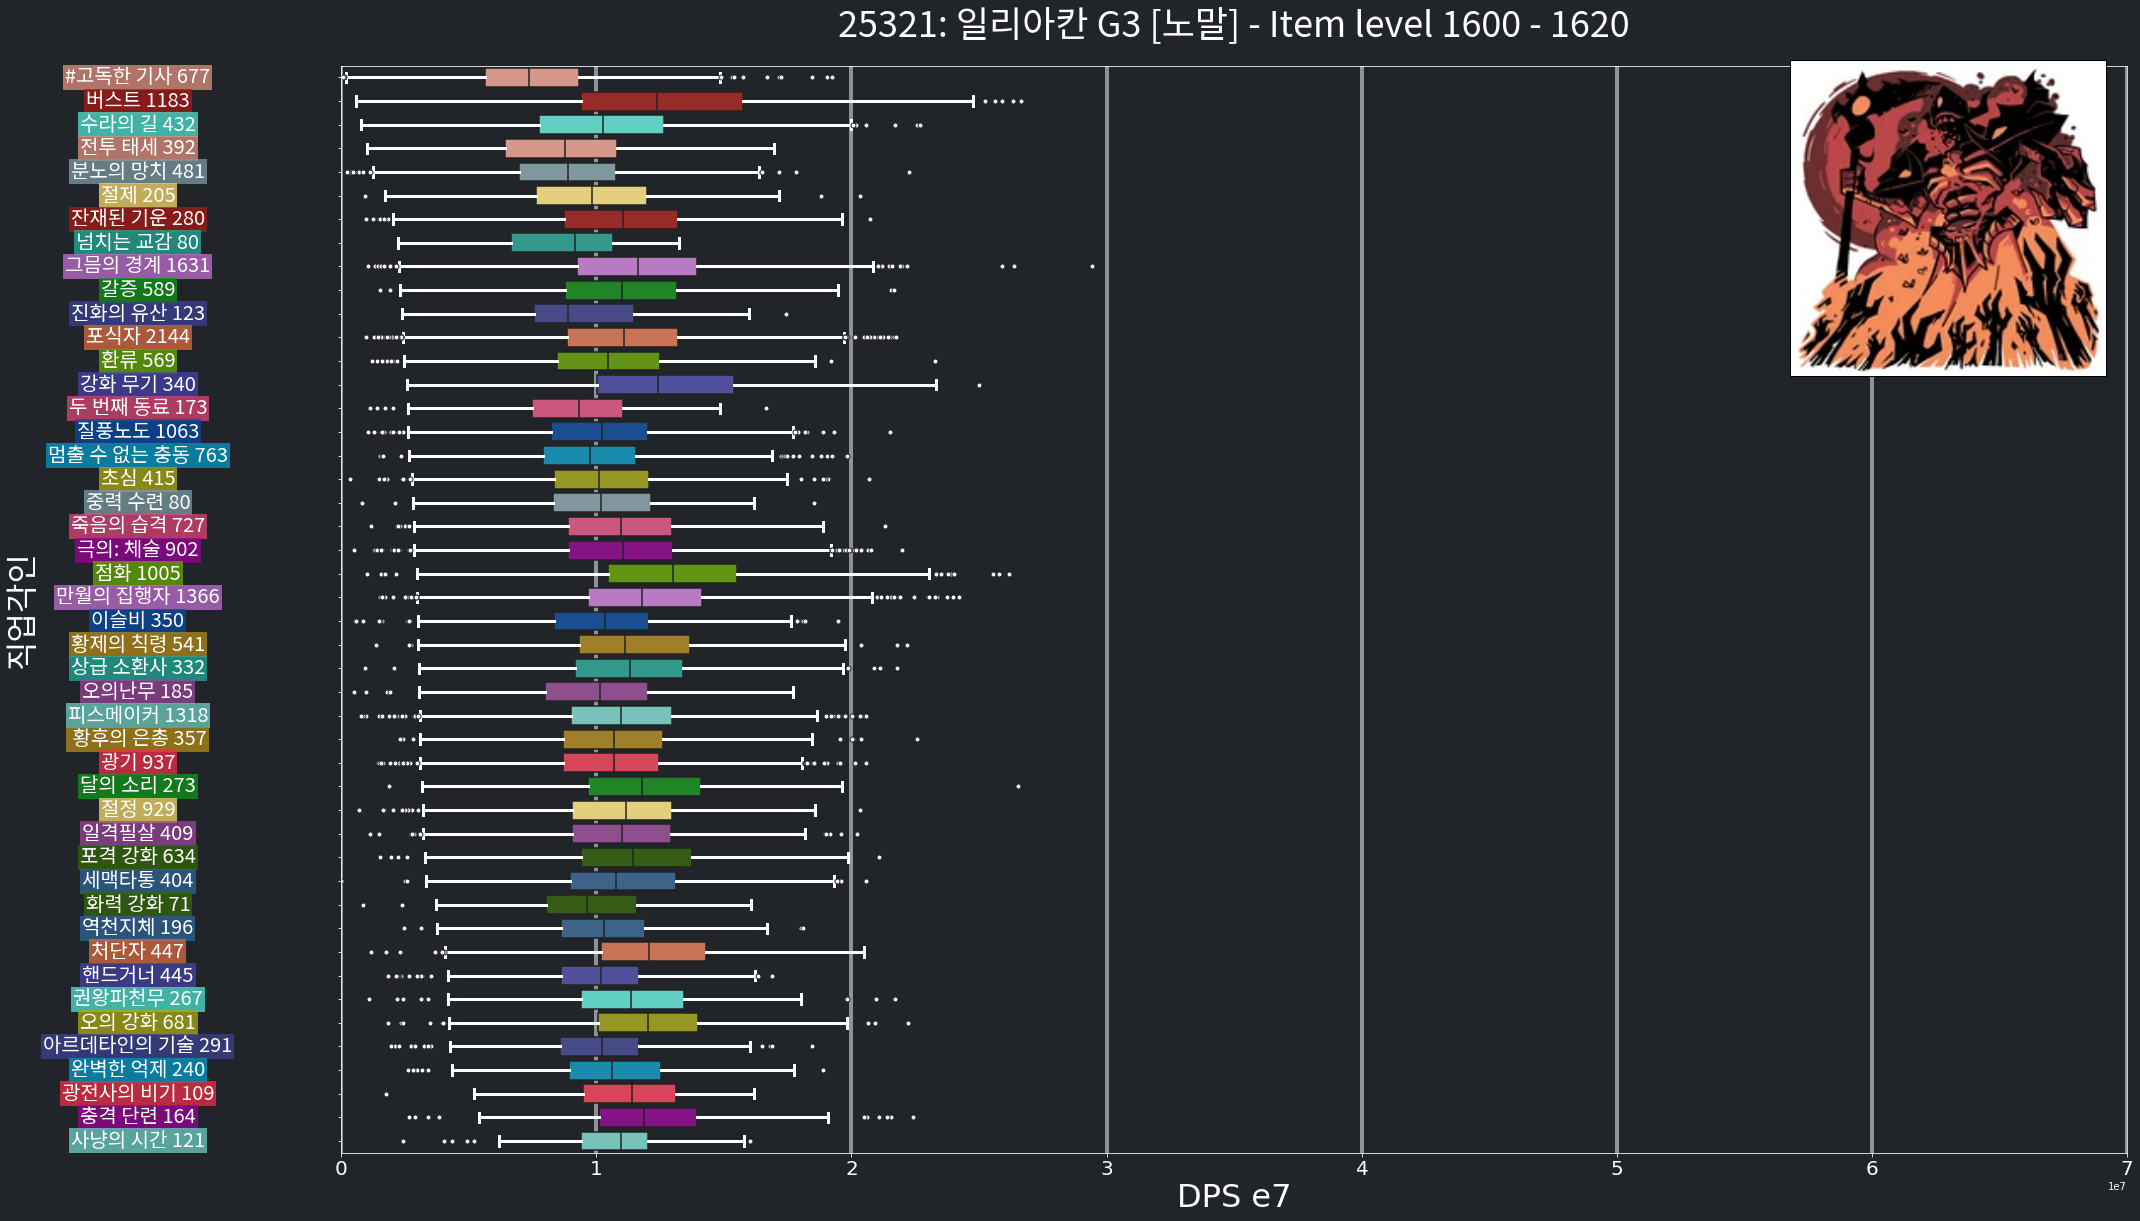 25321: 일리아칸 G3 [노말] - Item level 1600 - 1620
#고독한 기사 677
버스트 1183
수라의 길 432
전투 태세 392
분노의 망치 481
절제 205
잔재된 기운 280
넘치는 교감 80
그믐의 경계 1631
갈증 589
진화의 유산 123
포식자 2144
환류 569
강화 무기 340
두 번째 동료 173
질풍노도 1063
멈출 수 없는 충동 763
초심 415
중력 수련 80
죽음의 습격 727
극의: 체술 902
점화 1005
만월의 집행자 1366
이슬비 350
황제의 칙령 541
상급 소환사 332
오의난무 185
피스메이커 1318
황후의 은총 357
광기 937
달의 소리 273
절정 929
일격필살 409
포격 강화 634
세맥타통 404
화력 강화 71
역천지체 196
처단자 447
핸드거너 445
권왕파천무 267
오의 강화 681
아르데타인의 기술 291
완벽한 억제 240
광전사의 비기 109
충격 단련 164
사냥의 시간 121
직업각인
0 1 2 3 4 5 6 7
1e7
DPS e7